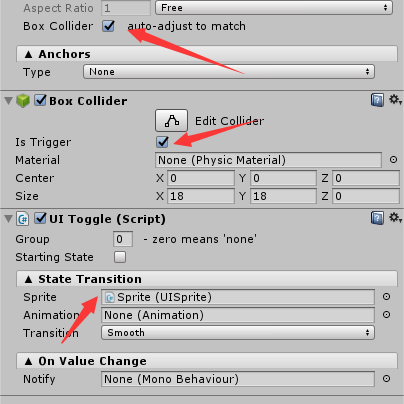 Aspect Ratio 1 Free
Box Collider auto-adjust to match
▲ Anchors
Type None
Box Collider
Edit Collider
Is Trigger
Material None (Physic Material)
Center X 0 Y 0 Z 0
Size X 18 Y 18 Z 0
UI Toggle (Script)
Group 0 - zero means 'none'
Starting State
▲ State Transition
Sprite Sprite (UISprite)
Animation None (Animation)
Transition Smooth
▲ On Value Change
Notify None (Mono Behaviour)